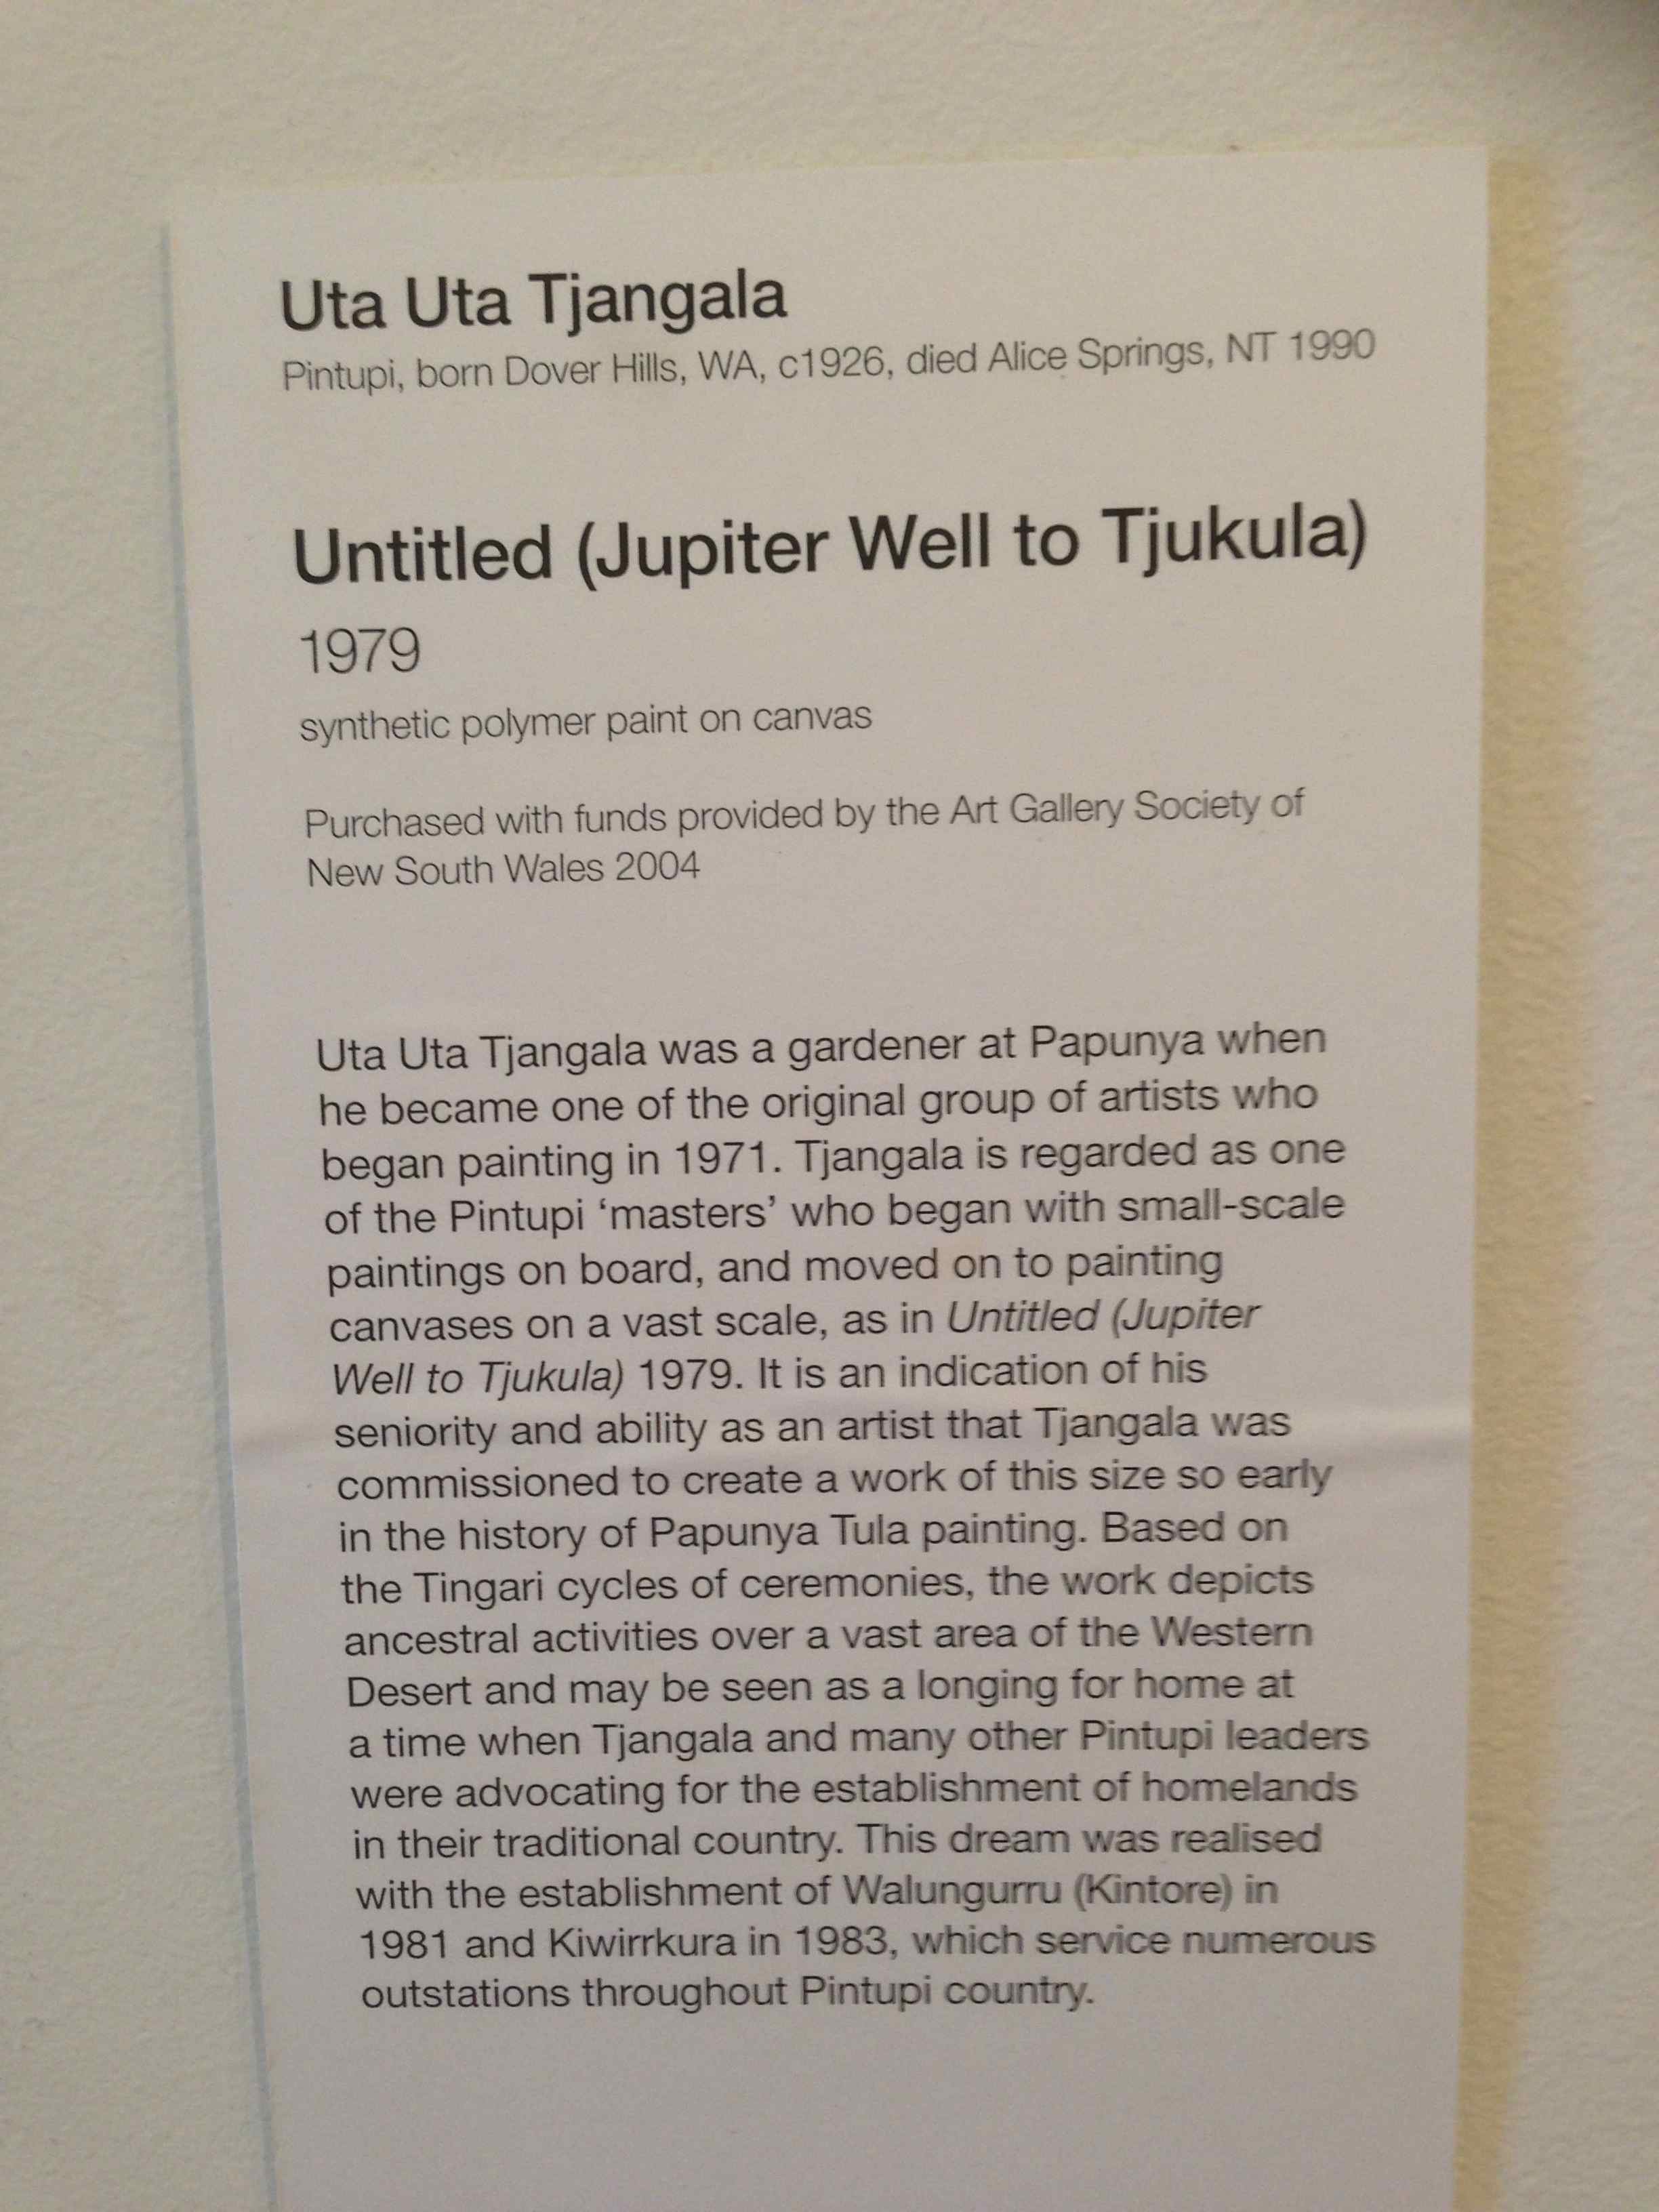 Uta Uta Tjangala
Pintupi, born Dover Hills, WA, c1926, died Alice Springs, NT 1990
Untitled (Jupiter Well to Tjukula)
1979
synthetic polymer paint on canvas
Purchased with funds provided by the Art Gallery Society of
New South Wales 2004
Uta Uta Tjangala was a gardener at Papunya when
he became one of the original group of artists who
began painting in 1971. Tjangala is regarded as one
of the Pintupi ‘masters’ who began with small-scale
paintings on board, and moved on to painting
canvases on a vast scale, as in Untitled (Jupiter
Well to Tjukula) 1979. It is an indication of his
seniority and ability as an artist that Tjangala was
commissioned to create a work of this size so early
in the history of Papunya Tula painting. Based on
the Tingari cycles of ceremonies, the work depicts
ancestral activities over a vast area of the Western
Desert and may be seen as a longing for home at
a time when Tjangala and many other Pintupi leaders
were advocating for the establishment of homelands
in their traditional country. This dream was realised
with the establishment of Walungurru (Kintore) in
1981 and Kiwirrkura in 1983, which service numerous
outstations throughout Pintupi country.